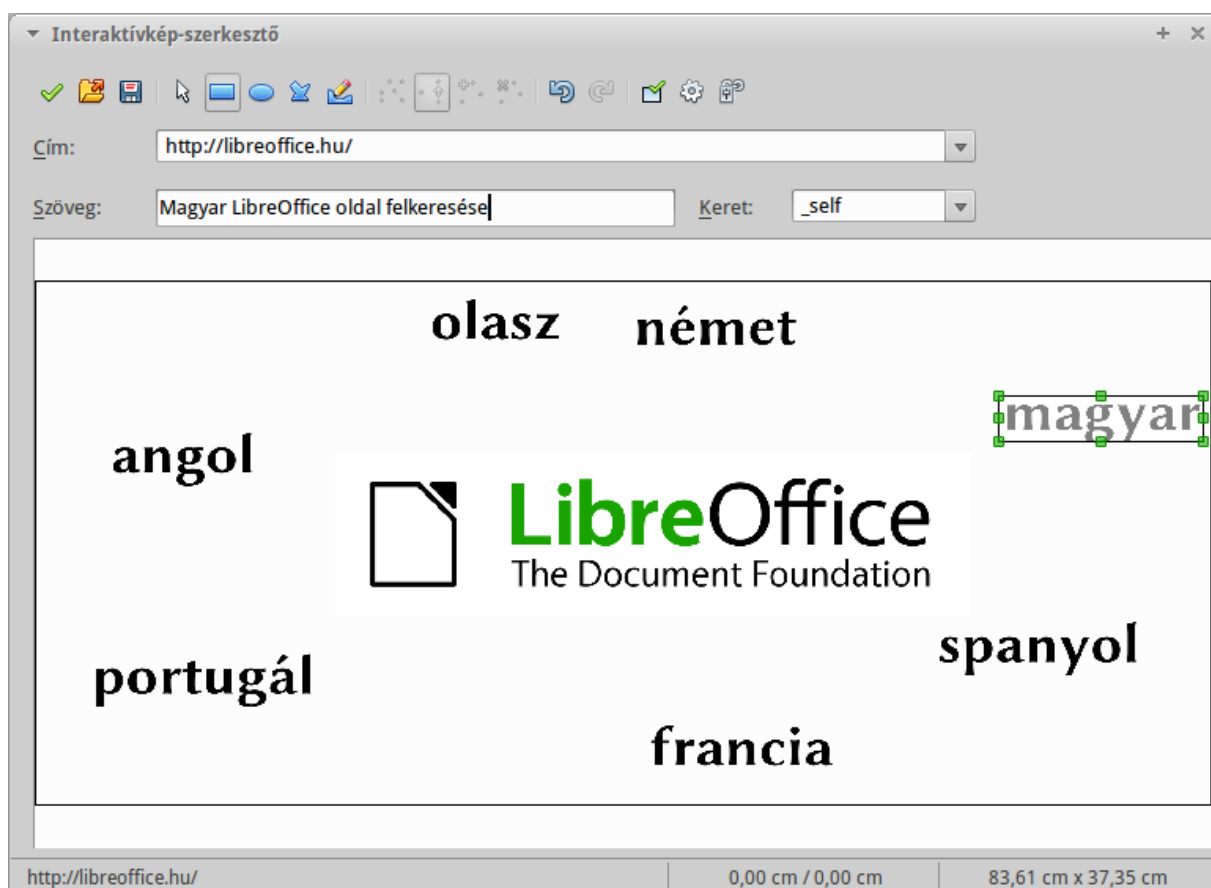 Interaktívkép-szerkesztő
Cím: http://libreoffice.hu/
Szöveg: Magyar LibreOffice oldal felkeresése Keret: _self
olasz német
magyar
angol
LibreOffice
The Document Foundation
spanyol
portugál
francia
http://libreoffice.hu/ 0,00 cm / 0,00 cm 83,61 cm x 37,35 cm